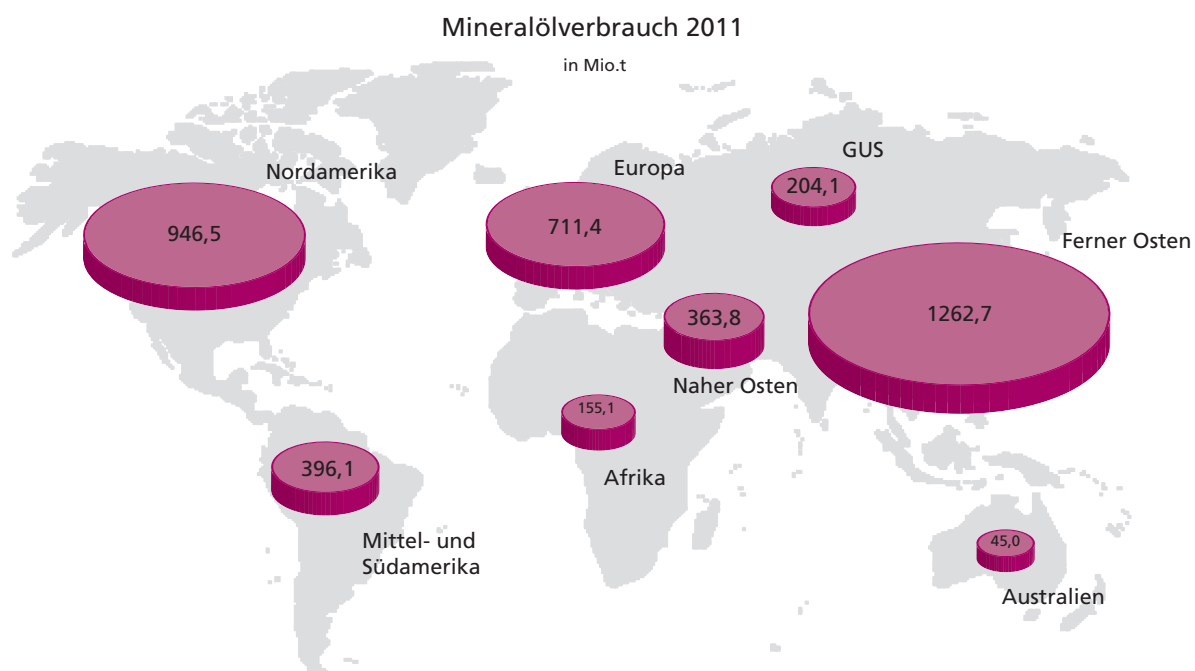 Mineralölverbrauch 2011
in Mio.t
Nordamerika
946,5
Europa
711,4
GUS
204,1
Ferner Osten
1262,7
363,8
Naher Osten
155,1
Afrika
396,1
Mittel- und
Südamerika
45,0
Australien